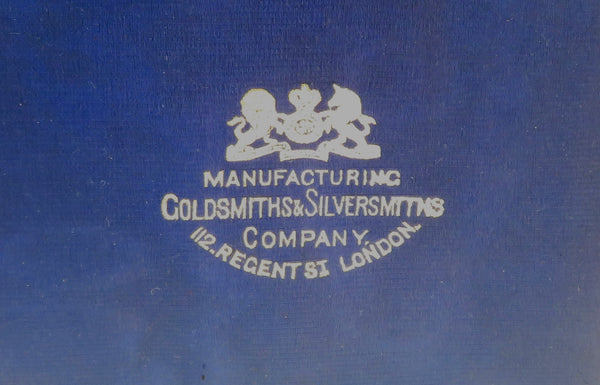 MANUFACTURING
GOLDSMITHS & SILVERSMITHS
COMPANY.
112. REGENT ST LONDON.